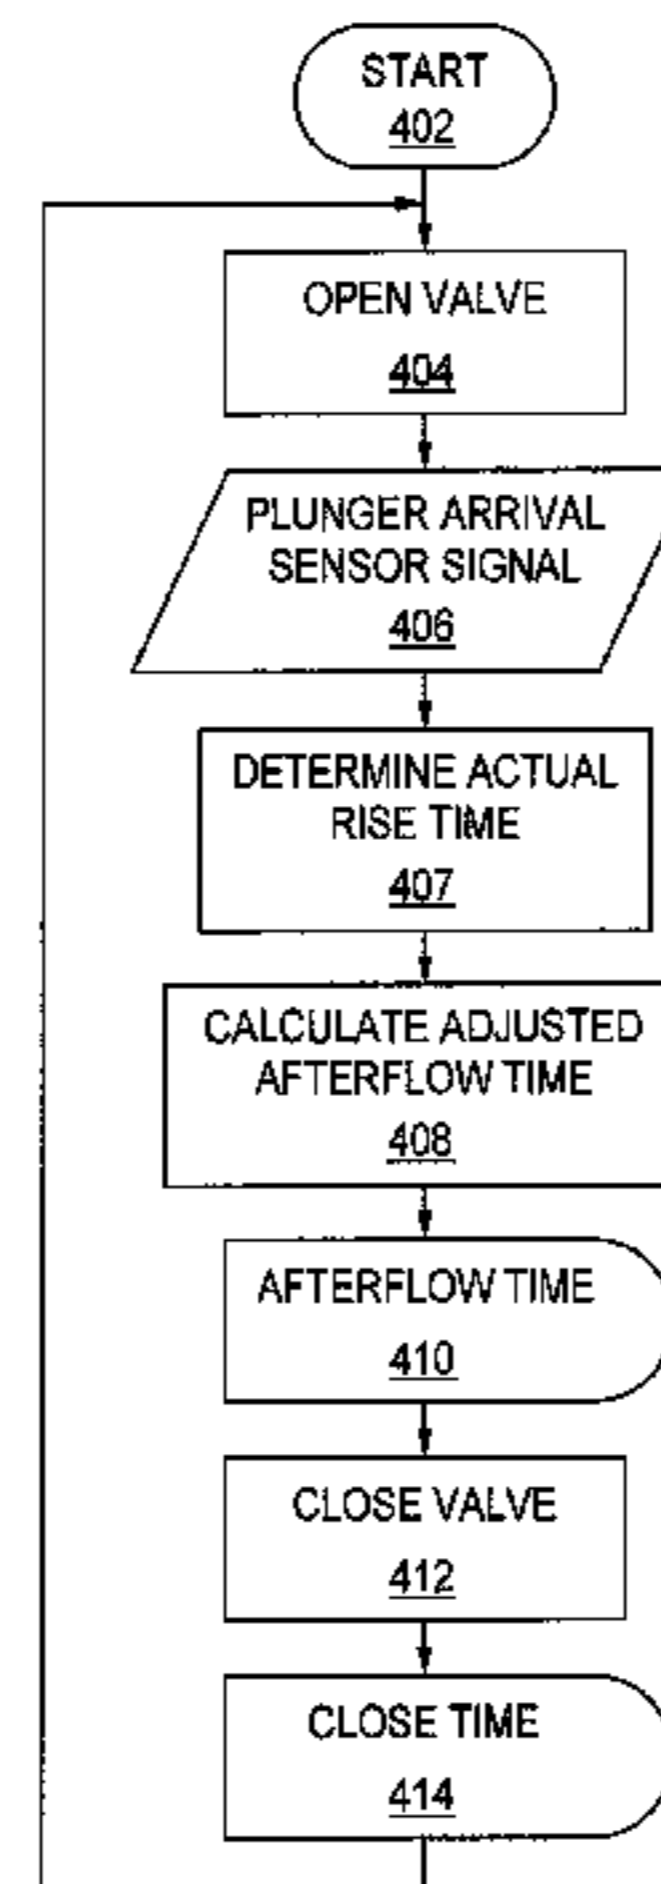 START
402
OPEN VALVE
404
PLUNGER ARRIVAL
SENSOR SIGNAL
406
DETERMINE ACTUAL
RISE TIME
407
CALCULATE ADJUSTED
AFTERFLOW TIME
408
AFTERFLOW TIME
410
CLOSE VALVE
412
CLOSE TIME
414